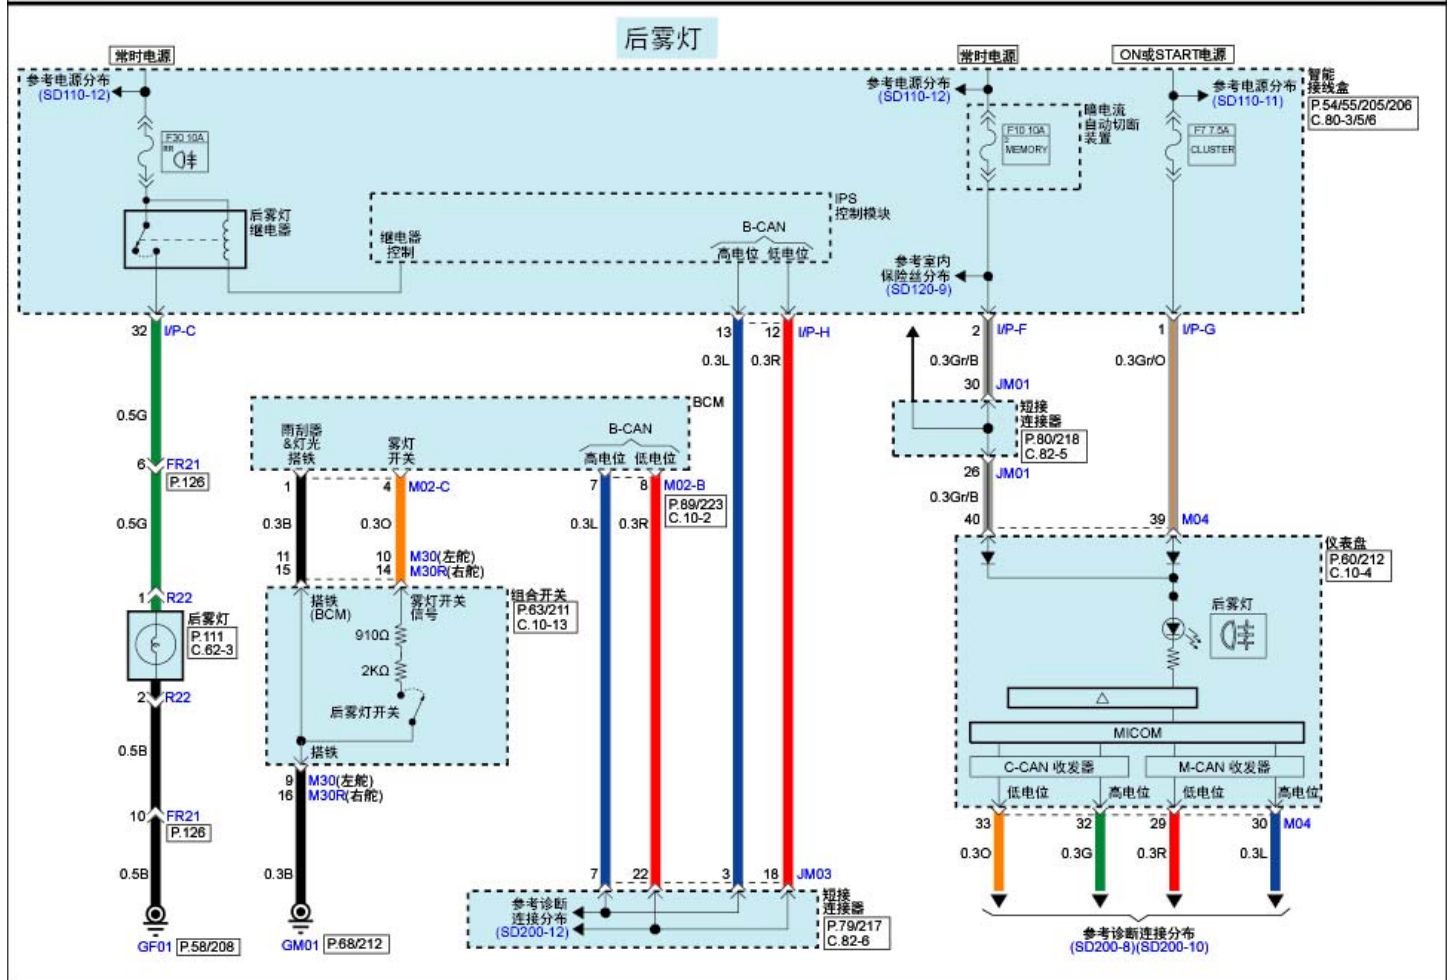 后雾灯
常时电源
常时电源
ON或START电源
参考电源分布
(SD110-12)
F30 10A
RR
后雾灯
继电器
IPS
控制模块
继电器
控制
B-CAN
高电位 低电位
参考电源分布
(SD110-12)
F10 10A
MEMORY
暗电流
自动切断
装置
F7 7.5A
CLUSTER
参考电源分布
(SD110-11)
智能
接线盒
P.54/55/205/206
C.80-3/5/6
参考室内
保险丝分布
(SD120-9)
32 I/P-C
13 12 I/P-H
2 I/P-F
1 I/P-G
0.3L 0.3R
0.3Gr/B
0.3Gr/O
30 JM01
短接
连接器
P.80/218
C.82-5
26 JM01
0.3Gr/B
40 39 M04
0.5G
6 FR21
P.126
0.5G
1 R22
后雾灯
P.111
C.62-3
2 R22
0.5B
10 FR21
P.126
0.5B
GF01 P.58/208
BCM
雨刮器
&灯光
搭铁
雾灯
开关
B-CAN
高电位 低电位
1 4 M02-C
7 8 M02-B
P.89/223
C.10-2
0.3B 0.3O
0.3L 0.3R
11 10 M30(左舵)
15 14 M30R(右舵)
组合开关
P.63/211
C.10-13
搭铁
(BCM)
雾灯开关
信号
910Ω
2KΩ
后雾灯开关
搭铁
9 M30(左舵)
16 M30R(右舵)
0.3B
GM01 P.68/212
7 22 3 18 JM03
参考诊断
连接分布
(SD200-12)
短接
连接器
P.79/217
C.82-6
仪表盘
P.60/212
C.10-4
后雾灯
△
MICOM
C-CAN 收发器 M-CAN 收发器
低电位 高电位 低电位 高电位
33 32 29 30 M04
0.3O 0.3G 0.3R 0.3L
参考诊断连接分布
(SD200-8)(SD200-10)